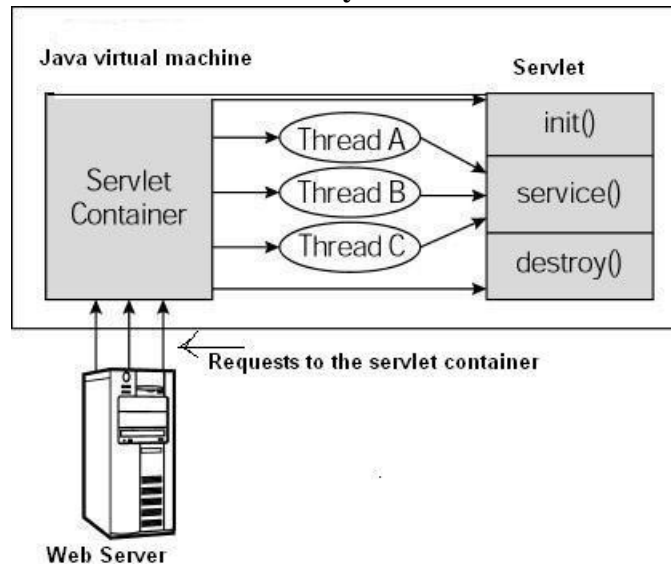 Java virtual machine
Servlet
Servlet
Container
Thread A
Thread B
Thread C
init()
service()
destroy()
Requests to the servlet container
Web Server